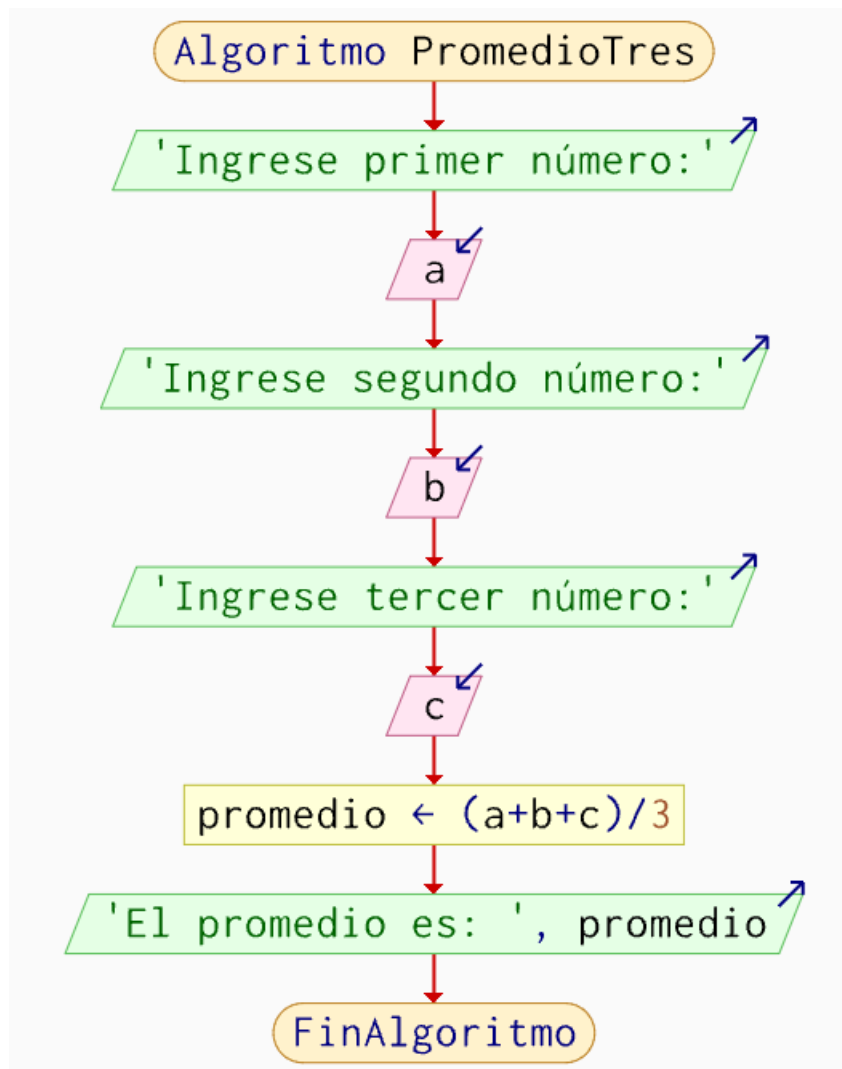 Algoritmo PromedioTres
'Ingrese primer número:'
a
'Ingrese segundo número:'
b
'Ingrese tercer número:'
c
promedio ← (a+b+c)/3
'El promedio es: ', promedio
FinAlgoritmo